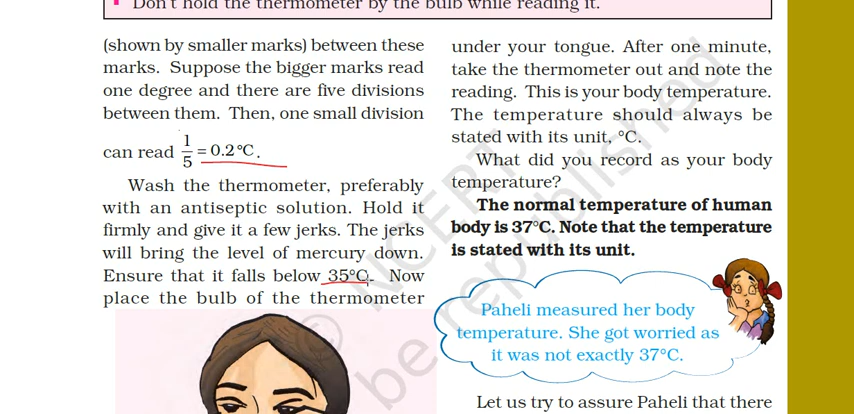 Don't hold the thermometer by the bulb while reading it.
(shown by smaller marks) between these
marks. Suppose the bigger marks read
one degree and there are five divisions
between them. Then, one small division
can read 1/5 = 0.2°C.
Wash the thermometer, preferably
with an antiseptic solution. Hold it
firmly and give it a few jerks. The jerks
will bring the level of mercury down.
Ensure that it falls below 35°C. Now
place the bulb of the thermometer
under your tongue. After one minute,
take the thermometer out and note the
reading. This is your body temperature.
The temperature should always be
stated with its unit, °C.
What did you record as your body
temperature?
The normal temperature of human
body is 37°C. Note that the temperature
is stated with its unit.
Paheli measured her body
temperature. She got worried as
it was not exactly 37°C.
Let us try to assure Paheli that there
© NCERT
be republished